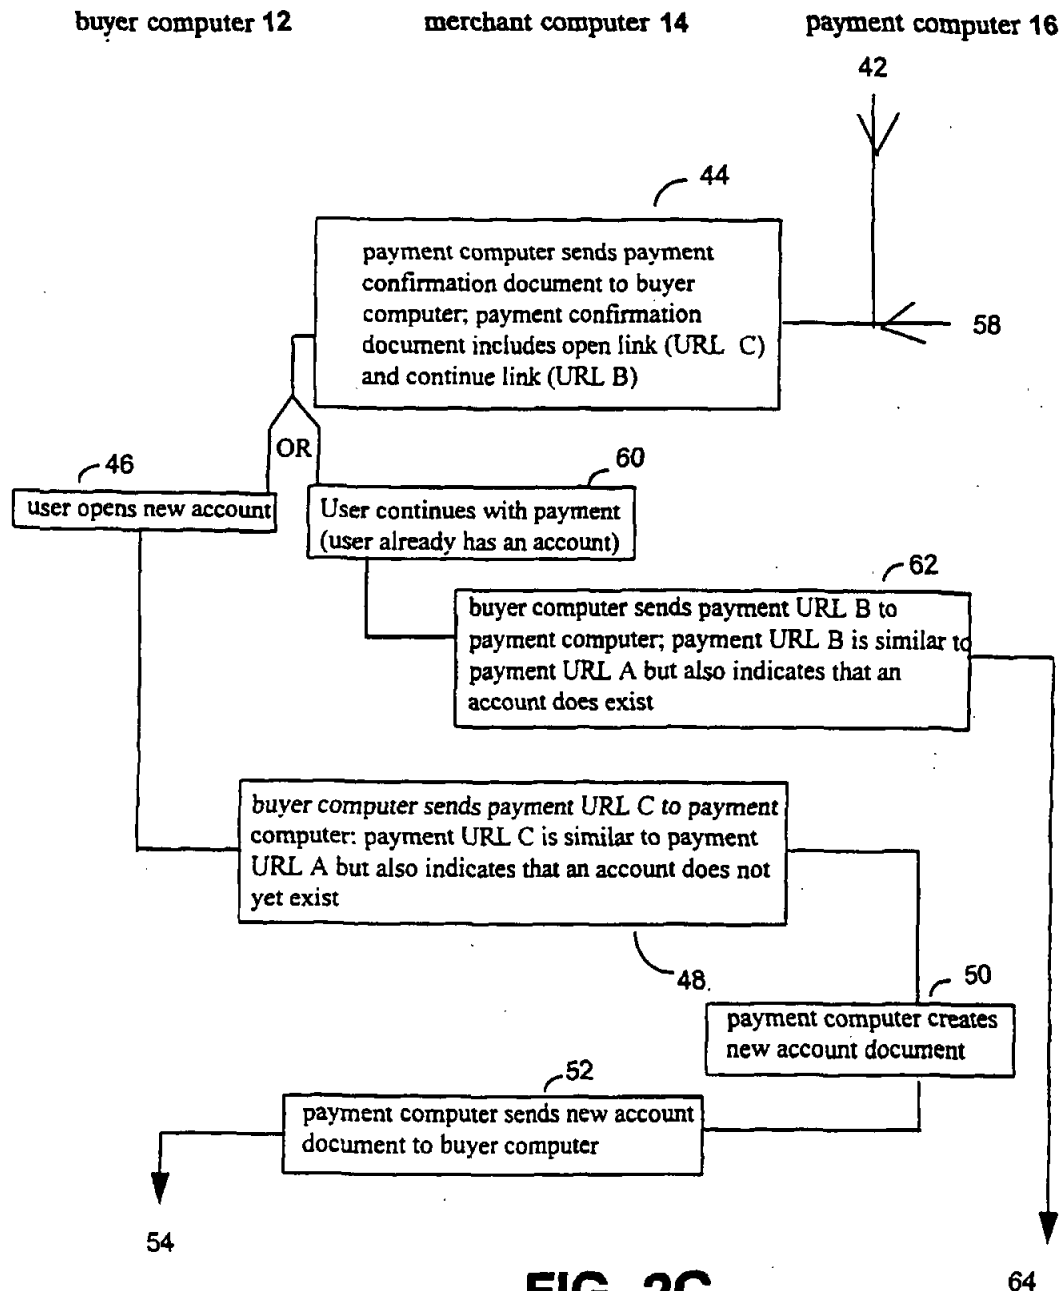 buyer computer 12
merchant computer 14
payment computer 16
42
44
payment computer sends payment
confirmation document to buyer
computer; payment confirmation
document includes open link (URL C)
and continue link (URL B)
58
OR
46
user opens new account
60
User continues with payment
(user already has an account)
62
buyer computer sends payment URL B to
payment computer; payment URL B is similar to
payment URL A but also indicates that an
account does exist
buyer computer sends payment URL C to payment
computer: payment URL C is similar to payment
URL A but also indicates that an account does not
yet exist
48.
50
payment computer creates
new account document
52
payment computer sends new account
document to buyer computer
54
64
FIG. 2C